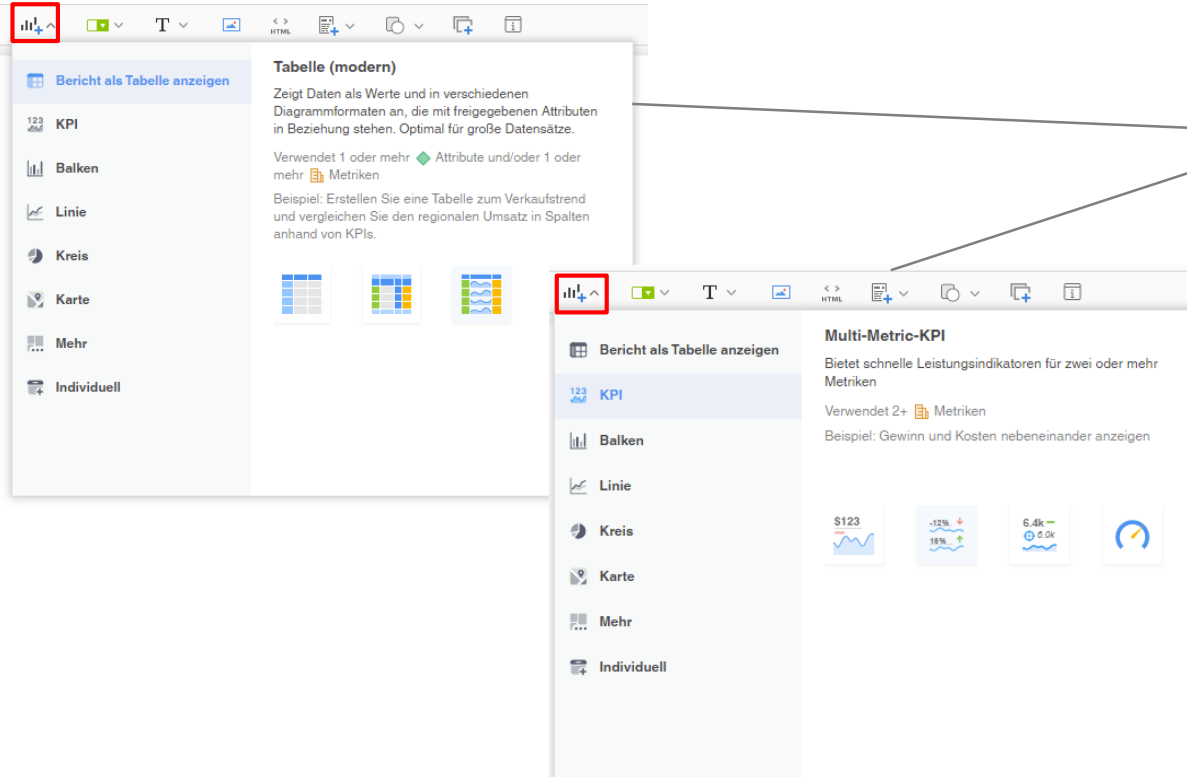 T
HTML
Bericht als Tabelle anzeigen
123
KPI
Balken
Linie
Kreis
Karte
Mehr
Individuell
Tabelle (modern)
Zeigt Daten als Werte und in verschiedenen
Diagrammformaten an, die mit freigegebenen Attributen
in Beziehung stehen. Optimal für große Datensätze.
Verwendet 1 oder mehr Attribute und/oder 1 oder
mehr Metriken
Beispiel: Erstellen Sie eine Tabelle zum Verkaufstrend
und vergleichen Sie den regionalen Umsatz in Spalten
anhand von KPIs.
T
HTML
Bericht als Tabelle anzeigen
123
KPI
Balken
Linie
Kreis
Karte
Mehr
Individuell
Multi-Metric-KPI
Bietet schnelle Leistungsindikatoren für zwei oder mehr
Metriken
Verwendet 2+ Metriken
Beispiel: Gewinn und Kosten nebeneinander anzeigen
$123
-12%
16%
6.4k
6.0k